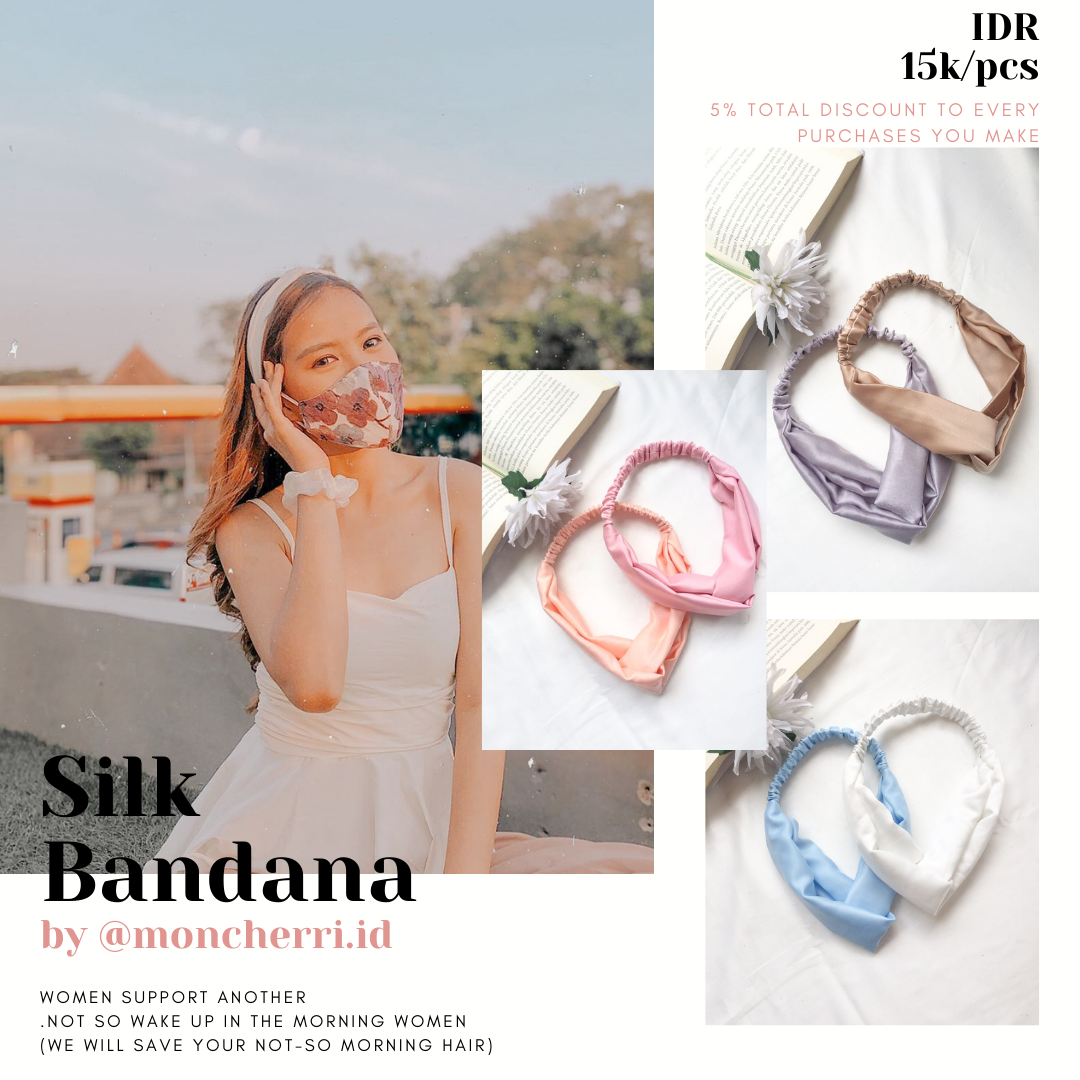 IDR
15k/pcs
5% TOTAL DISCOUNT TO EVERY
PURCHASES YOU MAKE
Silk
Bandana
by @moncherri.id
WOMEN SUPPORT ANOTHER
.NOT SO WAKE UP IN THE MORNING WOMEN
(WE WILL SAVE YOUR NOT-SO MORNING HAIR)